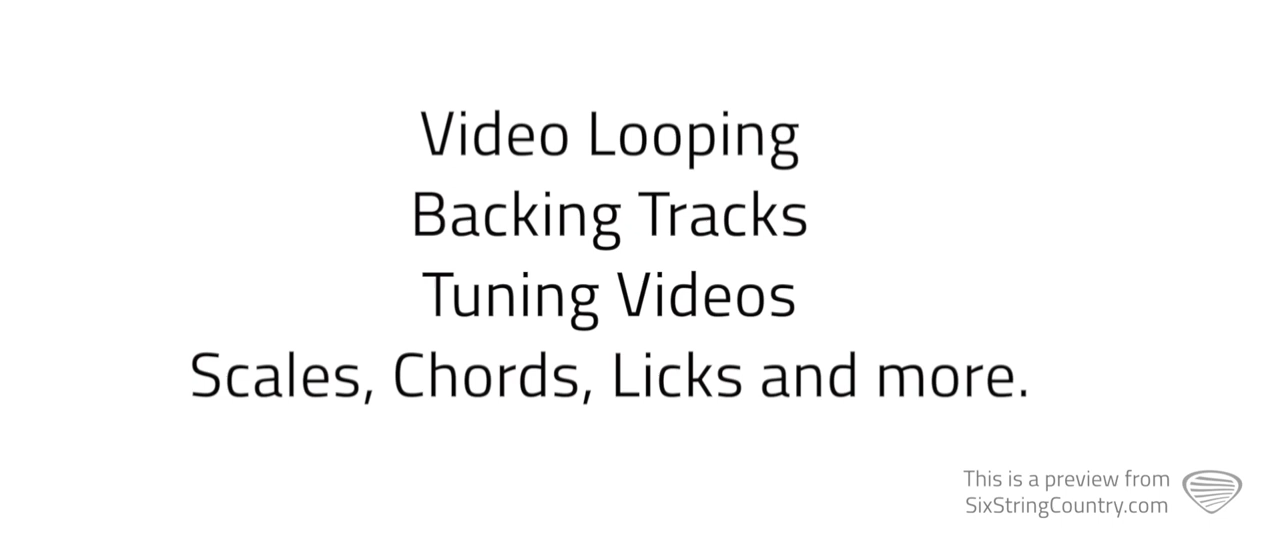 Video Looping
Backing Tracks
Tuning Videos
Scales, Chords, Licks and more.
This is a preview from
SixStringCountry.com